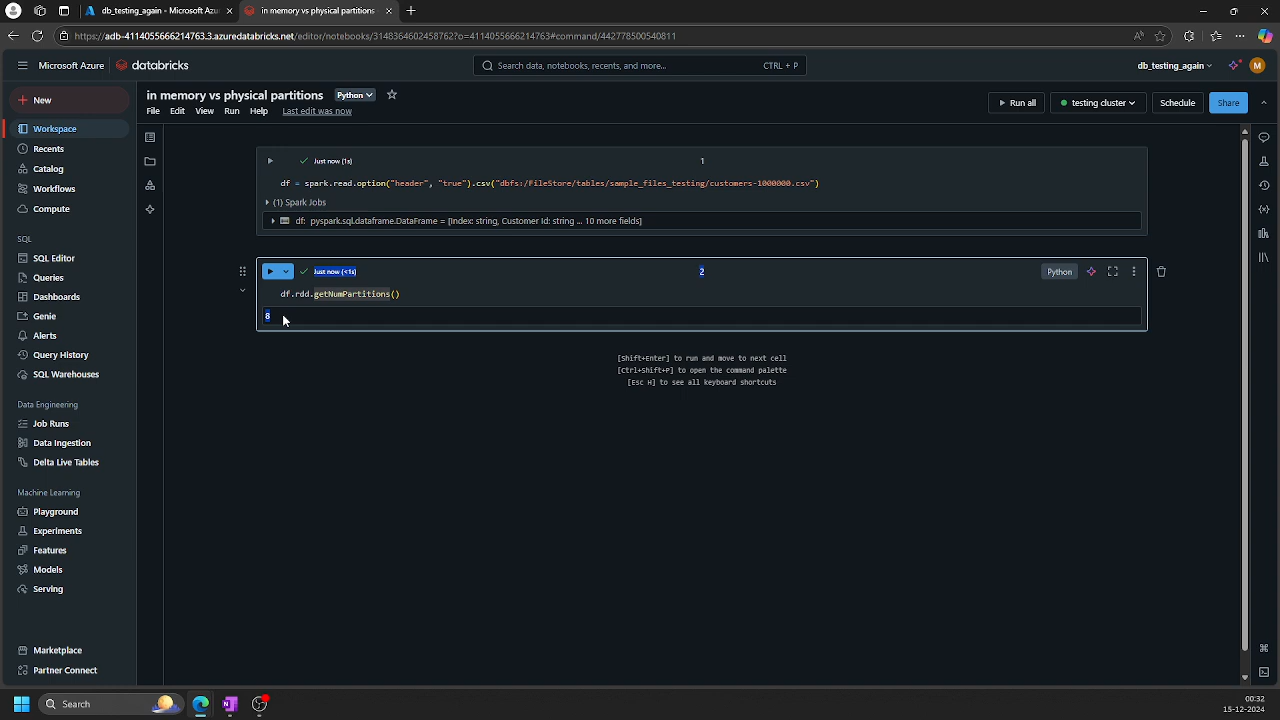 db_testing_again - Microsoft Azu
in memory vs physical partitions
https://adb-4114055666214763.3.azuredatabricks.net/editor/notebooks/3148364602458762?o=4114055666214763#command/442778500540811
Microsoft Azure
databricks
Search data, notebooks, recents, and more...
CTRL + P
db_testing_again
M
New
Workspace
Recents
Catalog
Workflows
Compute
SQL
SQL Editor
Queries
Dashboards
Genie
Alerts
Query History
SQL Warehouses
Data Engineering
Job Runs
Data Ingestion
Delta Live Tables
Machine Learning
Playground
Experiments
Features
Models
Serving
Marketplace
Partner Connect
in memory vs physical partitions
Python
File Edit View Run Help Last edit was now
Run all
testing cluster
Schedule
Share
Just now (1s)
1
df = spark.read.option("header", "true").csv("dbfs:/FileStore/tables/sample_files_testing/customers-1000000.csv")
(1) Spark Jobs
df: pyspark.sql.dataframe.DataFrame = [Index: string, Customer Id: string ... 10 more fields]
Just now (<1s)
2
Python
df.rdd.getNumPartitions()
8
[Shift+Enter] to run and move to next cell
[Ctrl+Shift+P] to open the command palette
[Esc H] to see all keyboard shortcuts
Search
00:32
15-12-2024